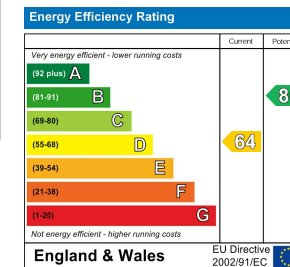 Energy Efficiency Rating
Current
Very energy efficient - lower running costs
(92 plus) A
(81-91) B
(69-80) C
(55-68) D
64
(39-54) E
(21-38) F
(1-20) G
Not energy efficient - higher running costs
England & Wales
EU Directive
2002/91/EC